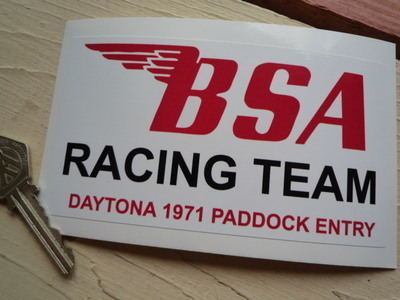 BSA
RACING TEAM
DAYTONA 1971 PADDOCK ENTRY